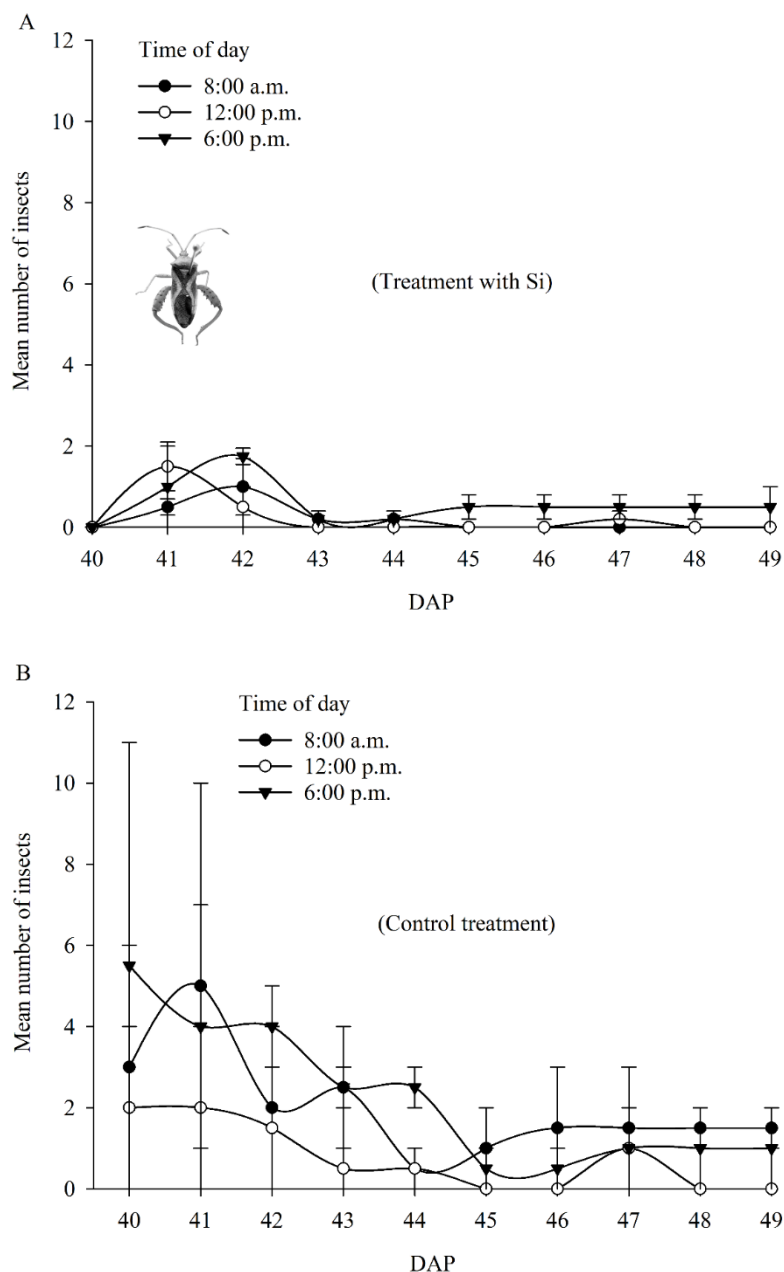 A
Mean number of insects
12
10
8
6
4
2
0
Time of day
8:00 a.m.
12:00 p.m.
6:00 p.m.
(Treatment with Si)
40 41 42 43 44 45 46 47 48 49
DAP
B
Mean number of insects
12
10
8
6
4
2
0
Time of day
8:00 a.m.
12:00 p.m.
6:00 p.m.
(Control treatment)
40 41 42 43 44 45 46 47 48 49
DAP